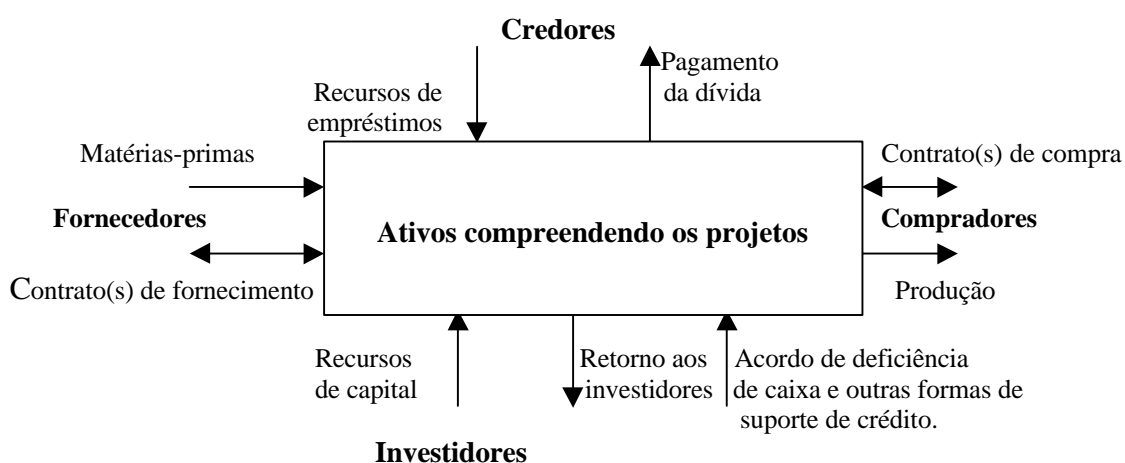 Credores
Recursos de
empréstimos
Pagamento
da dívida
Matérias-primas
Contrato(s) de compra
Fornecedores
Ativos compreendendo os projetos
Compradores
Contrato(s) de fornecimento
Produção
Recursos
de capital
Retorno aos
investidores
Acordo de deficiência
de caixa e outras formas de
suporte de crédito.
Investidores